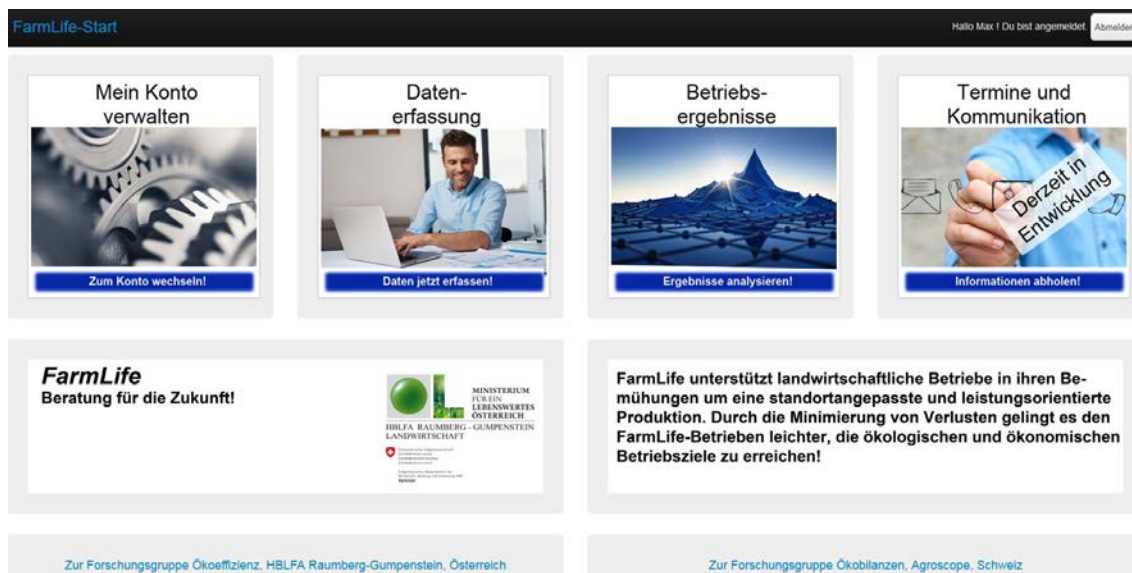 FarmLife-Start
Hallo Max ! Du bist angemeldet.
Abmelden
Mein Konto
verwalten
Zum Konto wechseln!
Daten-
erfassung
Daten jetzt erfassen!
Betriebs-
ergebnisse
Ergebnisse analysieren!
Termine und
Kommunikation
Derzeit in
Entwicklung
Informationen abholen!
FarmLife
Beratung für die Zukunft!
MINISTERIUM
FÜR EIN
LEBENSWERTES
ÖSTERREICH
HBLFA RAUMBERG - GUMPENSTEIN
LANDWIRTSCHAFT
FarmLife unterstützt landwirtschaftliche Betriebe in ihren Be-
mühungen um eine standortangepasste und leistungsorientierte
Produktion. Durch die Minimierung von Verlusten gelingt es den
FarmLife-Betrieben leichter, die ökologischen und ökonomischen
Betriebsziele zu erreichen!
Zur Forschungsgruppe Ökoeffizienz, HBLFA Raumberg-Gumpenstein, Österreich
Zur Forschungsgruppe Ökobilanzen, Agroscope, Schweiz